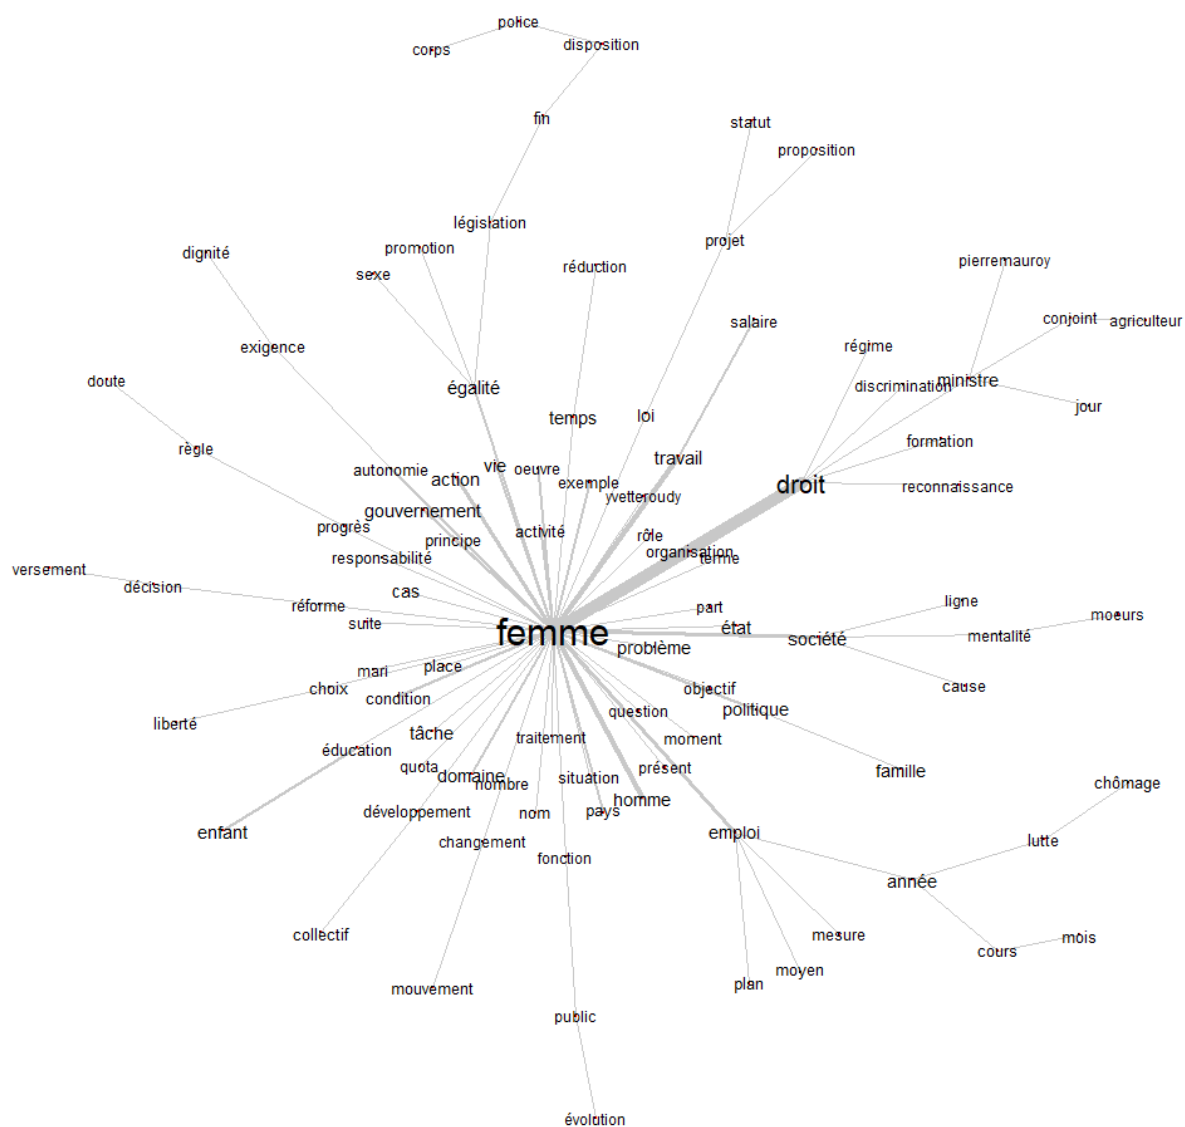 police
disposition
corps
fin
statut
proposition
législation
promotion
projet
dignité
sexe
réduction
pierremauroy
salaire
conjoint
agriculteur
exigence
régime
doute
égalité
discrimination
ministre
jour
temps
loi
règle
travail
formation
autonomie
action
vie
oeuvre
exemple
yvetteroudy
droit
reconnaissance
gouvernement
progrès
principe
activité
rôle
responsabilité
organisation
terme
versement
décision
cas
réforme
part
ligne
moeurs
suite
femme
état
société
mentalité
problème
mari
place
choix
condition
objectif
cause
liberté
question
politique
tâche
éducation
traitement
moment
quota
domaine
nombre
situation
présent
famille
chômage
développement
nom
pays
homme
enfant
changement
emploi
lutte
fonction
année
collectif
mesure
mois
cours
moyen
plan
mouvement
public
évolution